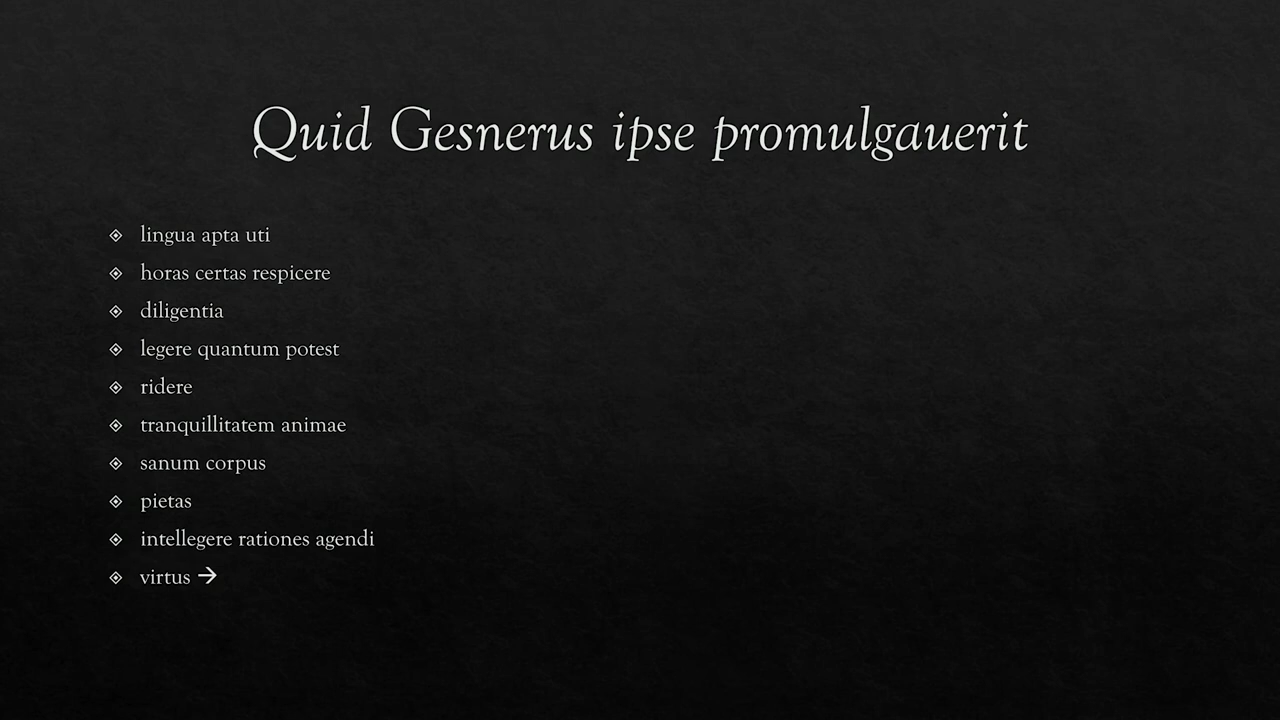 Quid Gesnerus ipse promulgauerit
lingua apta uti
horas certas respicere
diligentia
legere quantum potest
ridere
tranquillitatem animae
sanum corpus
pietas
intellegere rationes agendi
virtus →